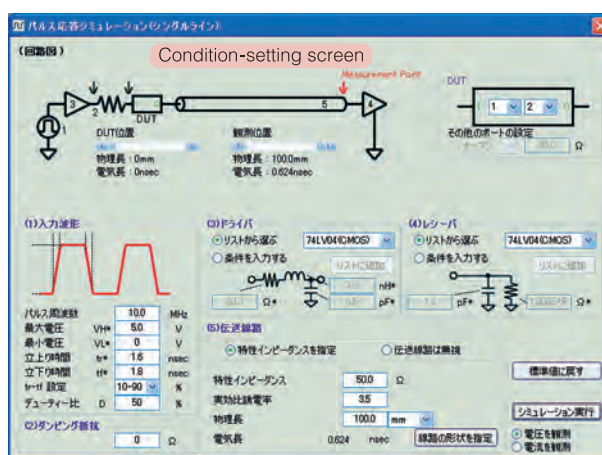 パルス応答シミュレーション(シングルライン)
(回路図)
Condition-setting screen
Measurement Point
DUT
1
2
3
4
5
DUT
1 2
DUT位置
観測位置
物理長:0mm
物理長:100.0mm
電気長:0nsec
電気長:0.624nsec
その他のポートの設定
オープン
50.0 Ω
(1)入力波形
パルス周波数 10.0 MHz
最大電圧 VH* 5.0 V
最小電圧 VL* 0 V
立上り時間 tr* 1.6 nsec
立下り時間 tf* 1.8 nsec
tr-tf 設定 10-90 %
デューティー比 D 50 %
(2)ダンピング抵抗
0 Ω
(3)ドライバ
リストから選ぶ 74LV04(CMOS)
条件を入力する
リストに追加
nH*
Ω* pF*
(4)レシーバ
リストから選ぶ 74LV04(CMOS)
条件を入力する
リストに追加
pF* Ω*
(5)伝送線路
特性インピーダンスを指定 伝送線路は無視
特性インピーダンス 50.0 Ω
実効比誘電率 3.5
物理長 100.0 mm
電気長 0.624 nsec
線路の形状を指定
標準値に戻す
シミュレーション実行
電圧を観測
電流を観測